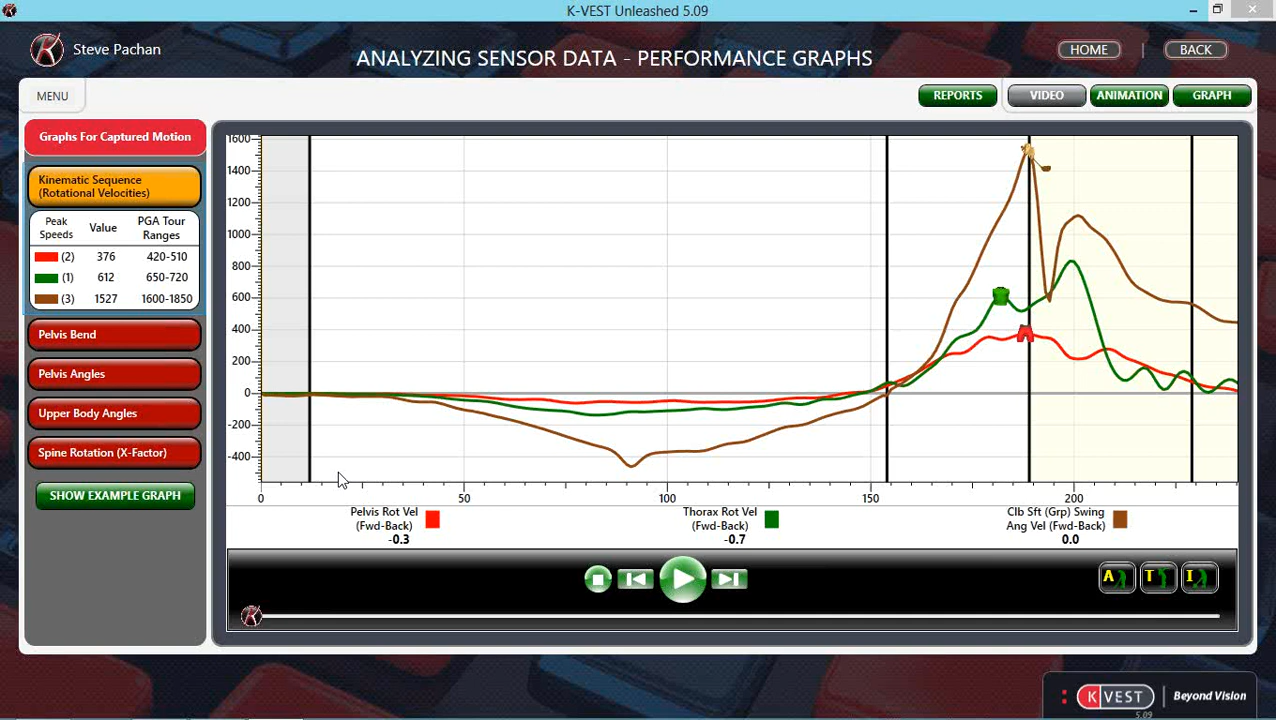 K-VEST Unleashed 5.09
Steve Pachan
ANALYZING SENSOR DATA - PERFORMANCE GRAPHS
HOME
BACK
MENU
REPORTS
VIDEO
ANIMATION
GRAPH
Graphs For Captured Motion
Kinematic Sequence
(Rotational Velocities)
Peak Speeds Value PGA Tour Ranges
(2) 376 420-510
(1) 612 650-720
(3) 1527 1600-1850
Pelvis Bend
Pelvis Angles
Upper Body Angles
Spine Rotation (X-Factor)
SHOW EXAMPLE GRAPH
1600
1400
1200
1000
800
600
400
200
0
-200
-400
0 50 100 150 200
Pelvis Rot Vel
(Fwd-Back)
-0.3
Thorax Rot Vel
(Fwd-Back)
-0.7
Clb Sft (Grp) Swing
Ang Vel (Fwd-Back)
0.0
A T I
K
K VEST
Beyond Vision
5.09